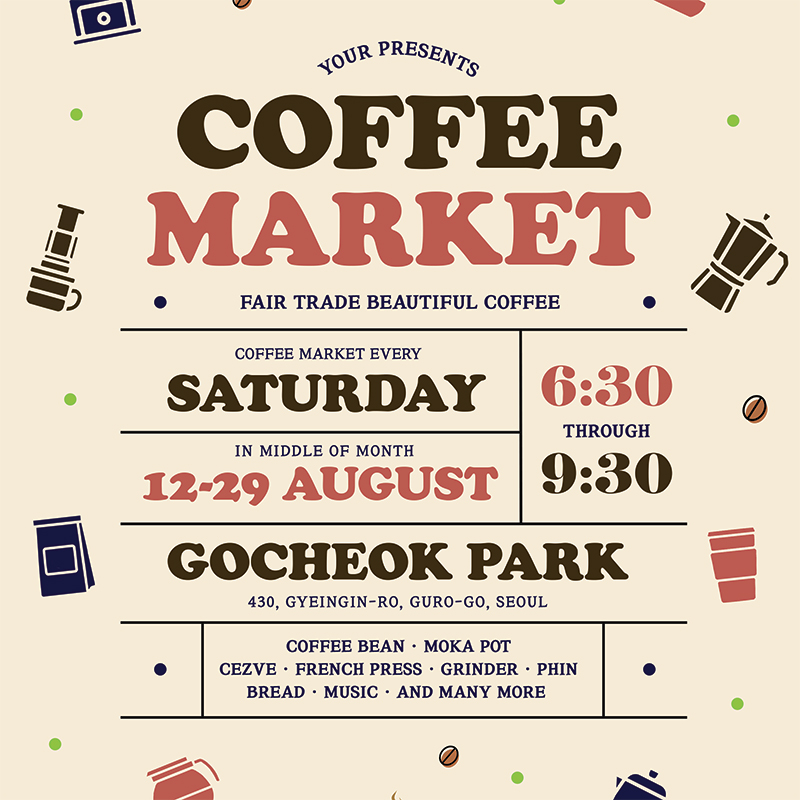 YOUR PRESENTS
COFFEE
MARKET
FAIR TRADE BEAUTIFUL COFFEE
COFFEE MARKET EVERY
SATURDAY
IN MIDDLE OF MONTH
12-29 AUGUST
6:30
THROUGH
9:30
GOCHEOK PARK
430, GYEINGIN-RO, GURO-GO, SEOUL
COFFEE BEAN · MOKA POT
CEZVE · FRENCH PRESS · GRINDER · PHIN
BREAD · MUSIC · AND MANY MORE